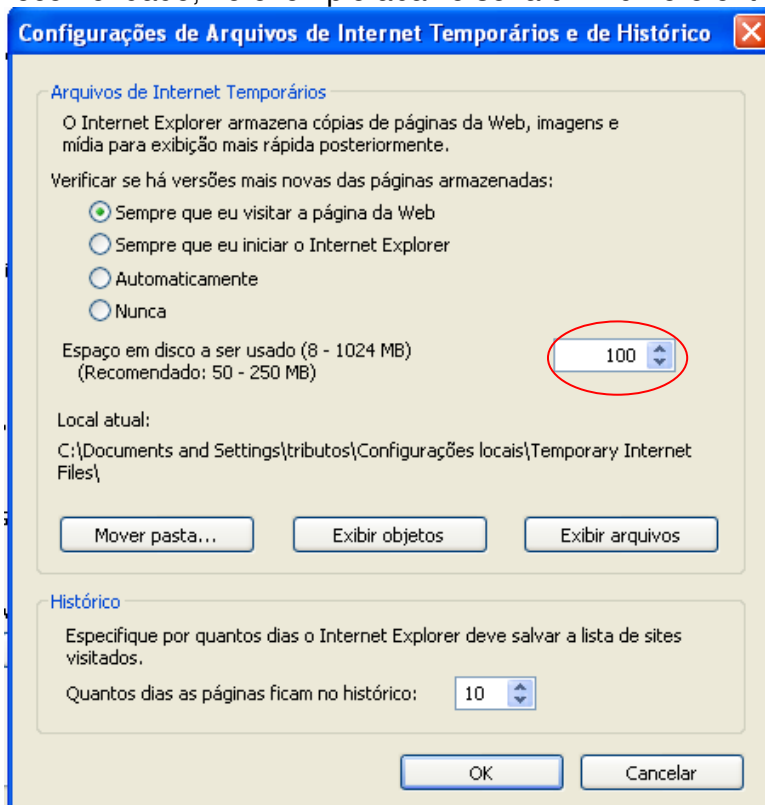 Configurações de Arquivos de Internet Temporários e de Histórico
Arquivos de Internet Temporários
O Internet Explorer armazena cópias de páginas da Web, imagens e
mídia para exibição mais rápida posteriormente.
Verificar se há versões mais novas das páginas armazenadas:
Sempre que eu visitar a página da Web
Sempre que eu iniciar o Internet Explorer
Automaticamente
Nunca
Espaço em disco a ser usado (8 - 1024 MB) 100
(Recomendado: 50 - 250 MB)
Local atual:
C:\Documents and Settings\tributos\Configurações locais\Temporary Internet
Files\
Mover pasta... Exibir objetos Exibir arquivos
Histórico
Especifique por quantos dias o Internet Explorer deve salvar a lista de sites
visitados.
Quantos dias as páginas ficam no histórico: 10
OK Cancelar